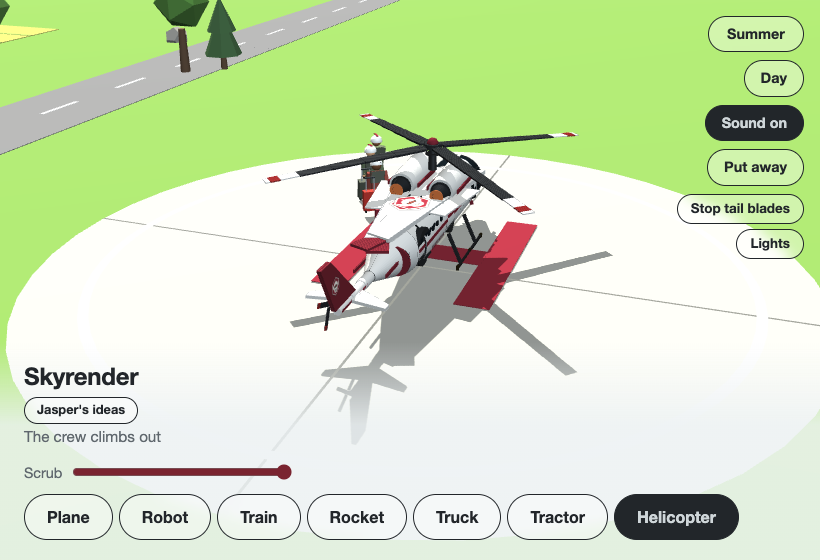 Summer
Day
Sound on
Put away
Stop tail blades
Lights
Skyrender
Jasper's ideas
The crew climbs out
Scrub
Plane
Robot
Train
Rocket
Truck
Tractor
Helicopter